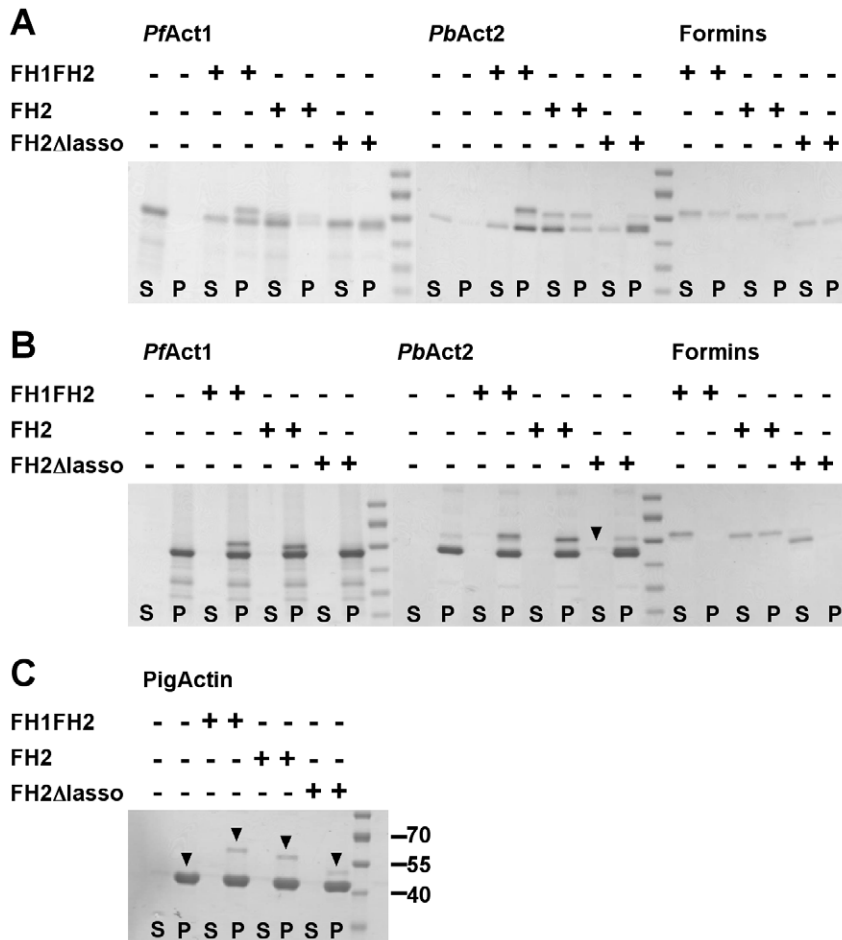 A
PfAct1 PbAct2 Formins
FH1FH2 - - + + - - - - - - + + - - - - + + - - - -
FH2 - - - - + + - - - - - - + + - - - - + + - -
FH2Δlasso - - - - - - + + - - - - - - + + - - - - + +
S P S P S P S P S P S P S P S P S P S P S P
B
PfAct1 PbAct2 Formins
FH1FH2 - - + + - - - - - - + + - - - - + + - - - -
FH2 - - - - + + - - - - - - + + - - - - + + - -
FH2Δlasso - - - - - - + + - - - - - - + + - - - - + +
S P S P S P S P S P S P S P S P S P S P S P
C
PigActin
FH1FH2 - - + + - - - -
FH2 - - - - + + - -
FH2Δlasso - - - - - - + +
–70
–55
–40
S P S P S P S P